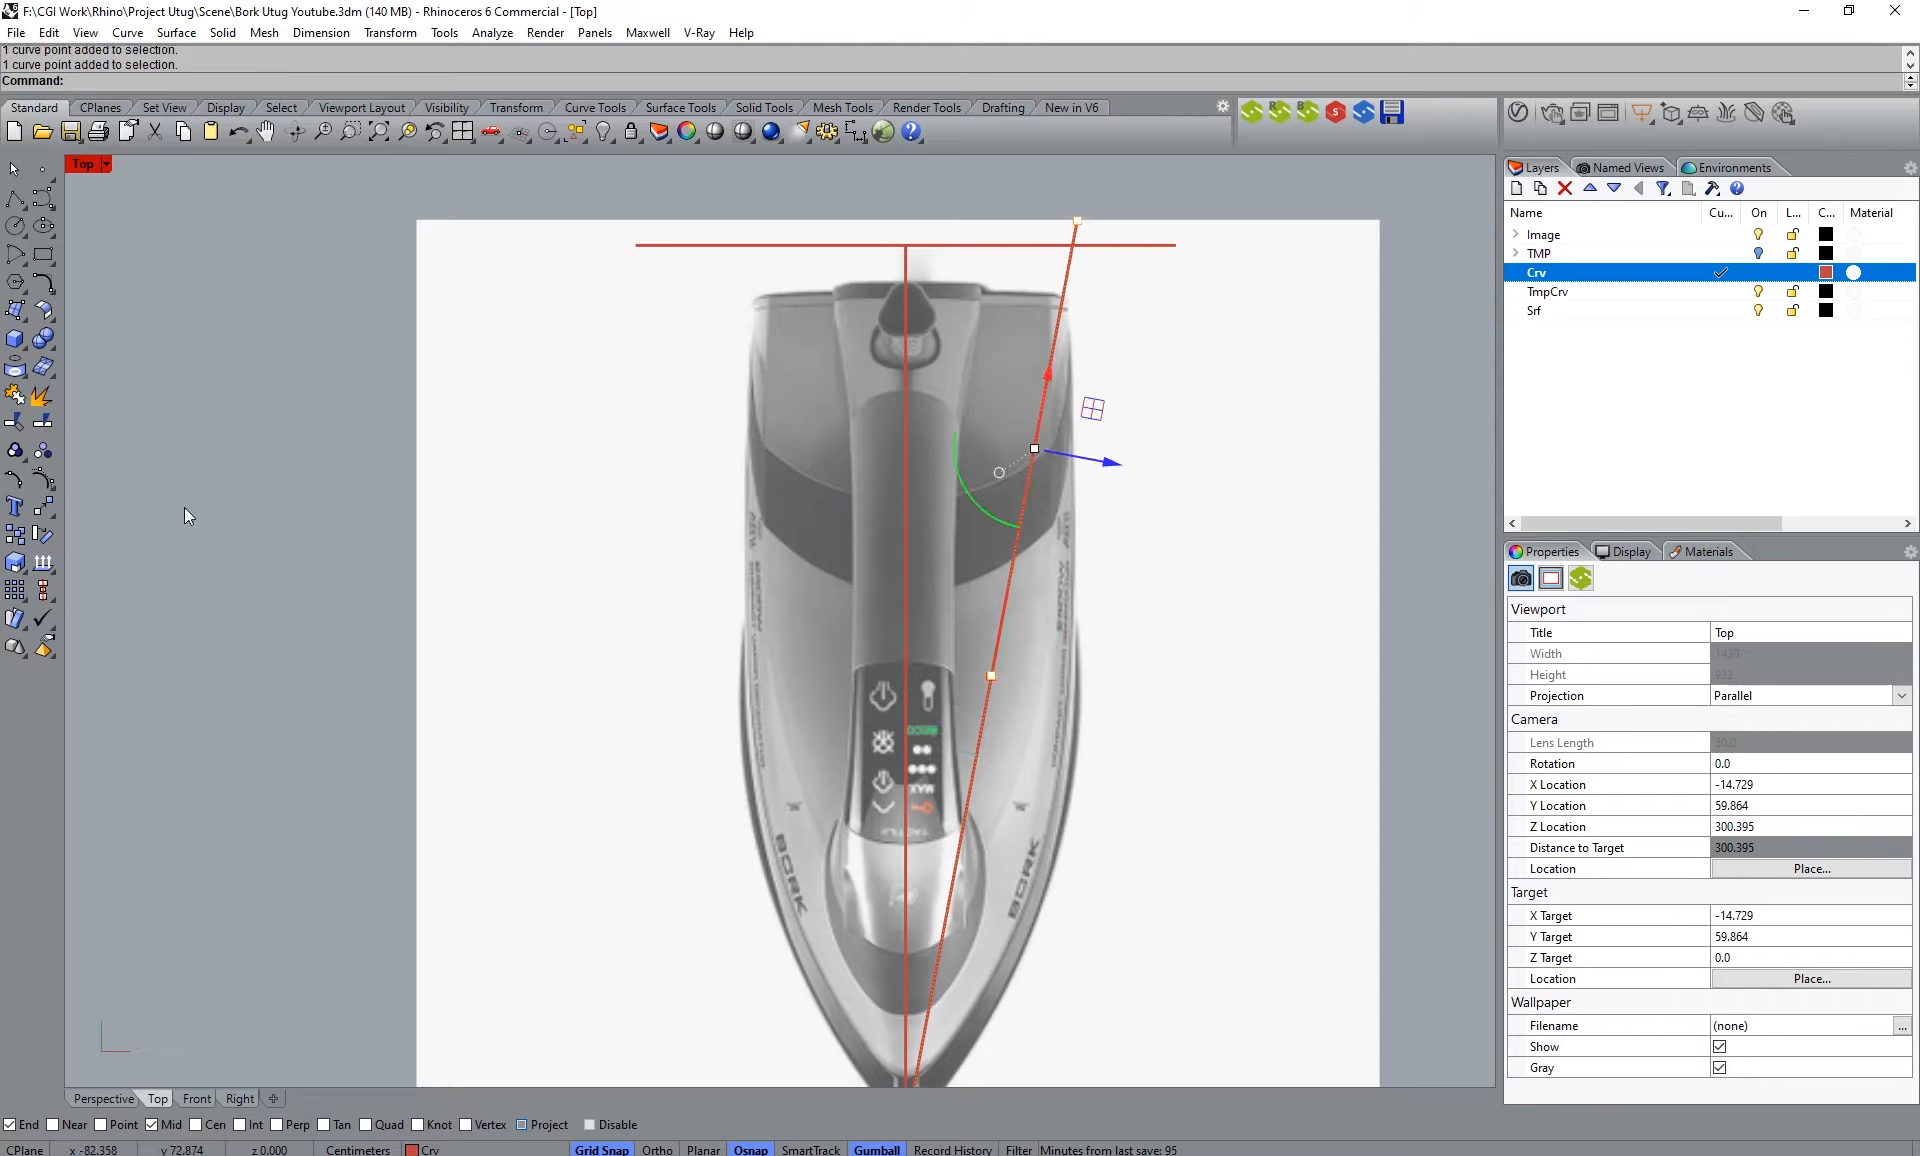 F:\CGI Work\Rhino\Project Utug\Scene\Bork Utug Youtube.3dm (140 MB) - Rhinoceros 6 Commercial - [Top]
File Edit View Curve Surface Solid Mesh Dimension Transform Tools Analyze Render Panels Maxwell V-Ray Help
1 curve point added to selection.
1 curve point added to selection.
Command:
Standard CPlanes Set View Display Select Viewport Layout Visibility Transform Curve Tools Surface Tools Solid Tools Mesh Tools Render Tools Drafting New in V6
Top
Layers Named Views Environments
Name Cu... On L... C... Material
Image
TMP
Crv
TmpCrv
Srf
Properties Display Materials
Viewport
Title Top
Width 1430
Height 932
Projection Parallel
Camera
Lens Length 50.0
Rotation 0.0
X Location -14.729
Y Location 59.864
Z Location 300.395
Distance to Target 300.395
Location Place...
Target
X Target -14.729
Y Target 59.864
Z Target 0.0
Location Place...
Wallpaper
Filename (none) ...
Show
Gray
MAX
BORK
BORK
Perspective Top Front Right
End Near Point Mid Cen Int Perp Tan Quad Knot Vertex Project Disable
CPlane x -82.358 y 72.874 z 0.000 Centimeters Crv Grid Snap Ortho Planar Osnap SmartTrack Gumball Record History Filter Minutes from last save: 95